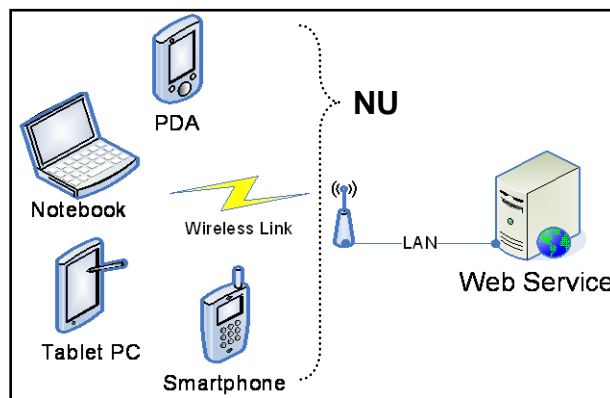 PDA
NU
Notebook
Wireless Link
LAN
Web Service
Tablet PC
Smartphone